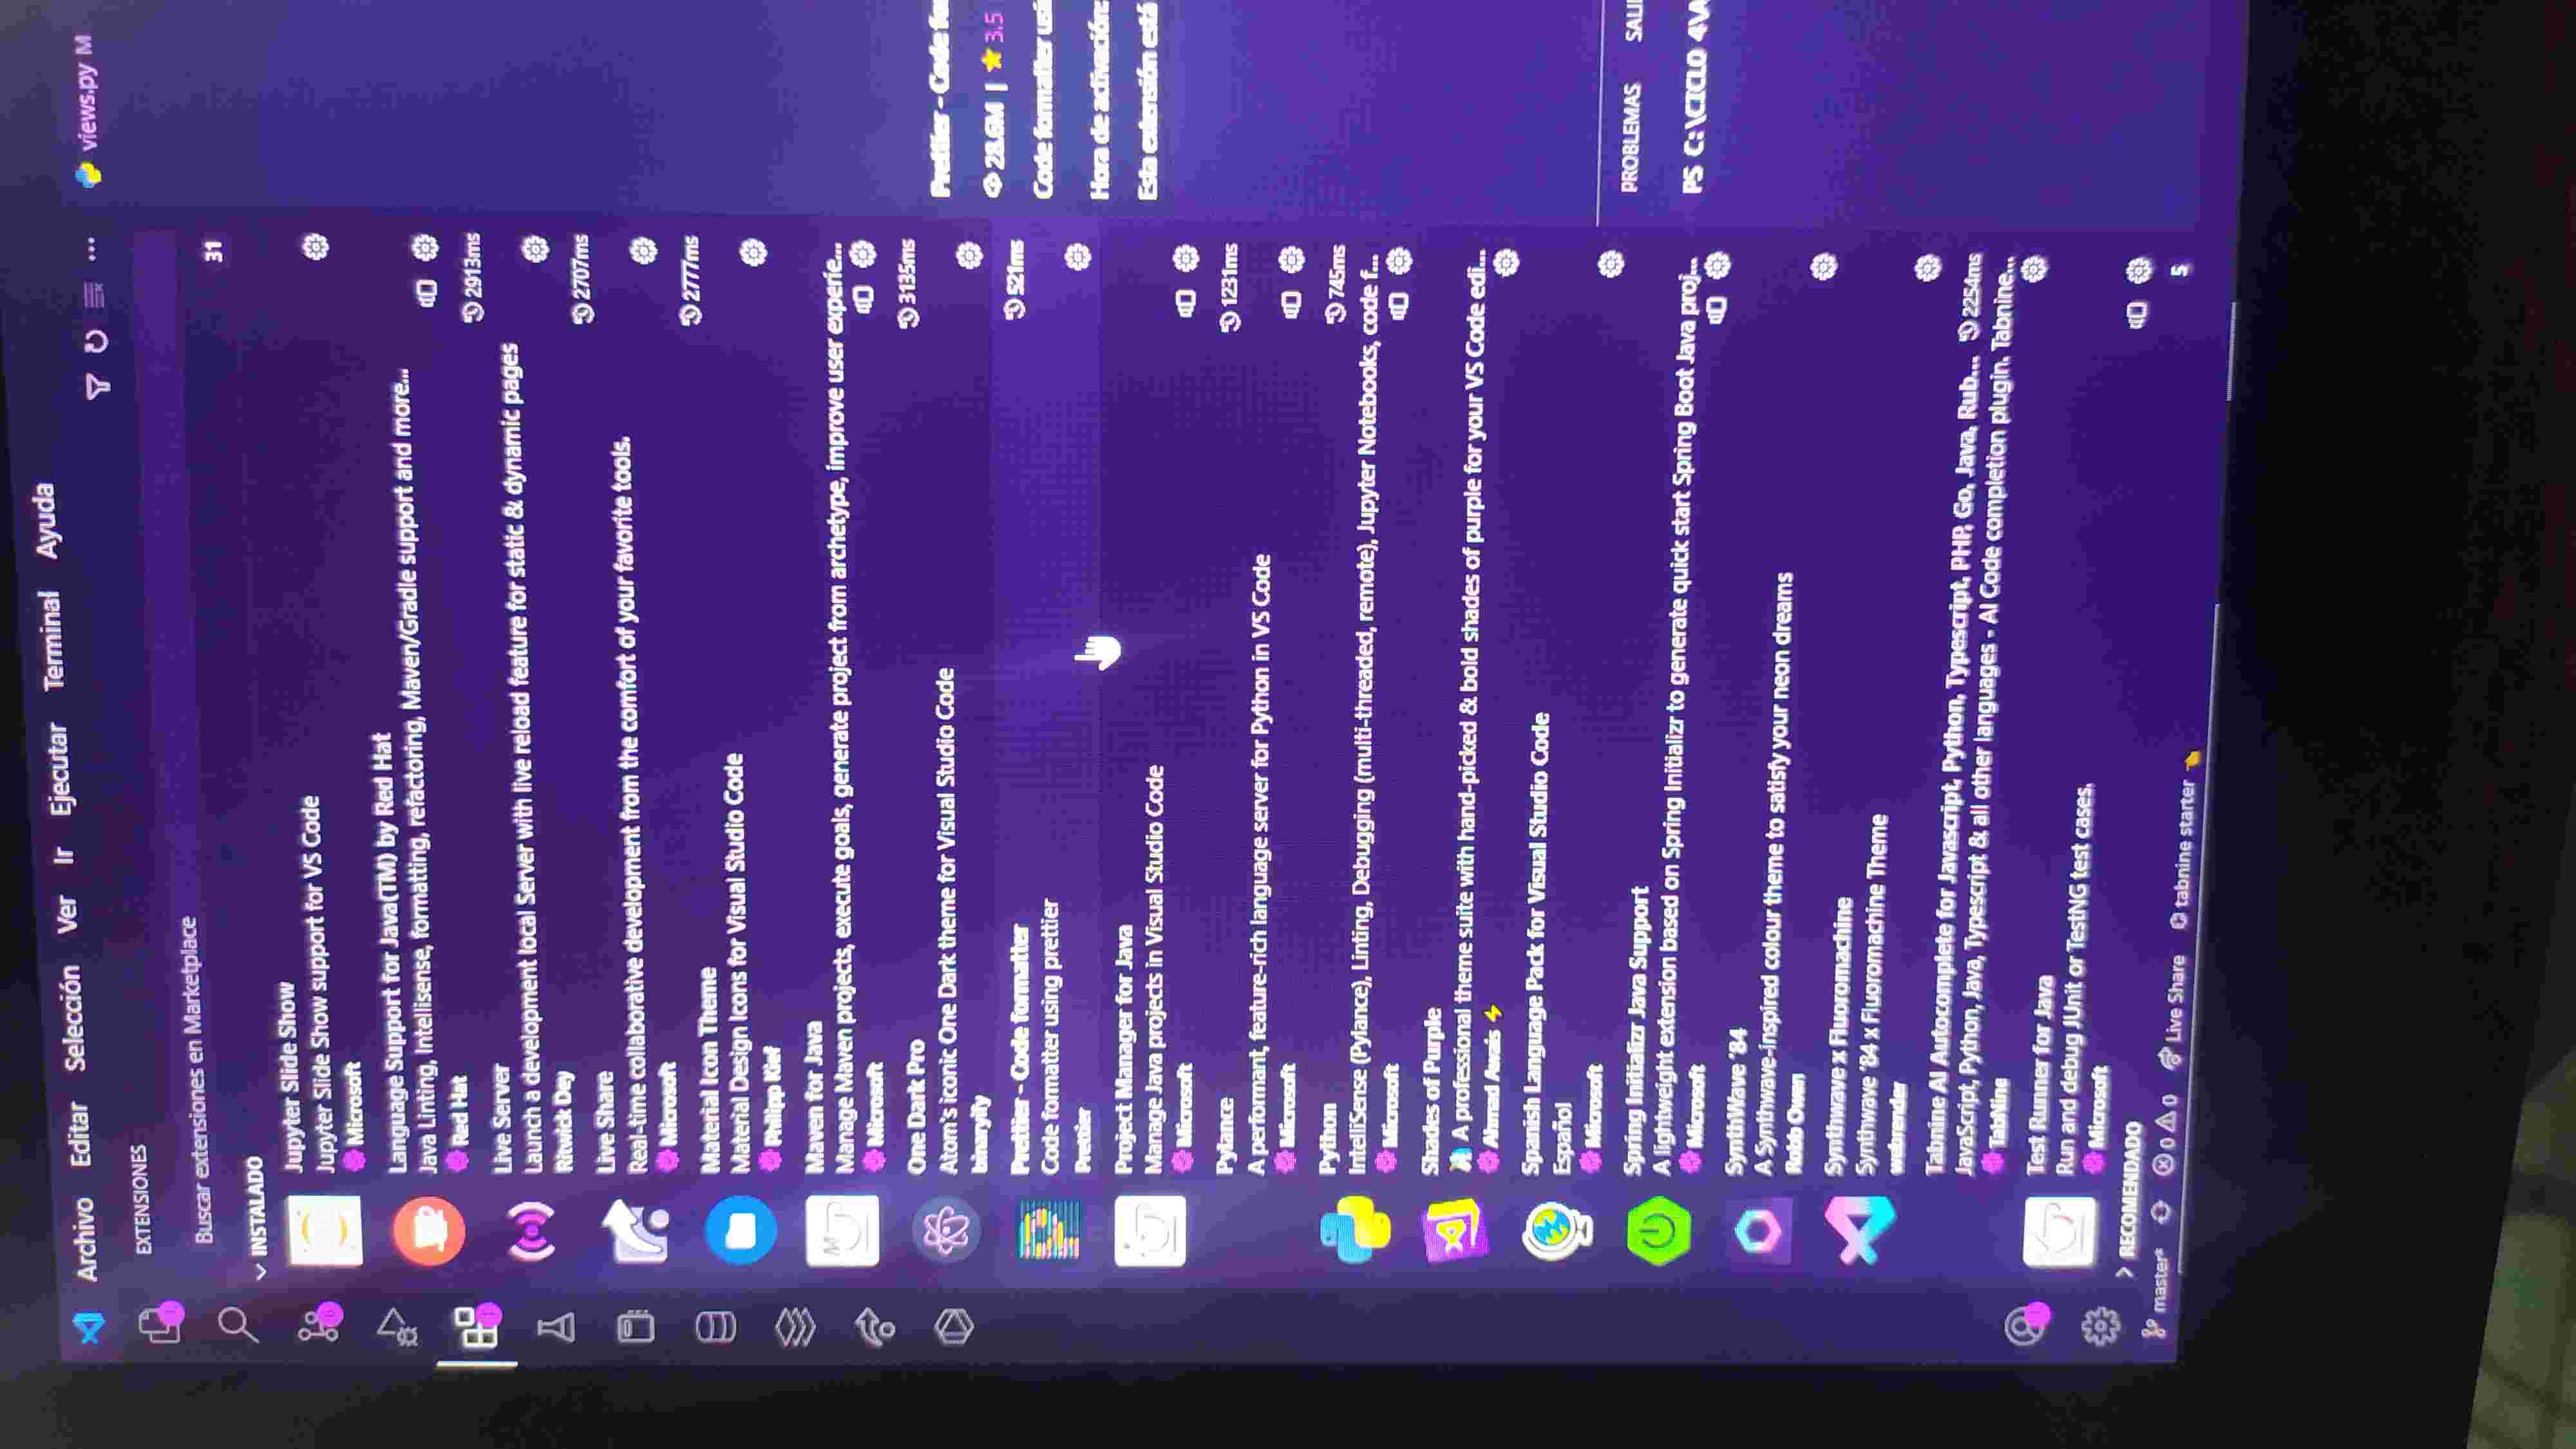 Archivo Editar Selección Ver Ir Ejecutar Terminal Ayuda
EXTENSIONES
views.py M
Buscar extensiones en Marketplace
INSTALADO 31
Jupyter Slide Show
Jupyter Slide Show support for VS Code
Microsoft
Language Support for Java(TM) by Red Hat
Java Linting, Intellisense, formatting, refactoring, Maven/Gradle support and more...
Red Hat
2913ms
Live Server
Launch a development local Server with live reload feature for static & dynamic pages
Ritwick Dey
2707ms
Live Share
Real-time collaborative development from the comfort of your favorite tools.
Microsoft
2777ms
Material Icon Theme
Material Design Icons for Visual Studio Code
Philipp Kief
Maven for Java
Manage Maven projects, execute goals, generate project from archetype, improve user experie...
Microsoft
3135ms
One Dark Pro
Atom's iconic One Dark theme for Visual Studio Code
binaryify
521ms
Prettier - Code formatter
Code formatter using prettier
Prettier
Project Manager for Java
Manage Java projects in Visual Studio Code
Microsoft
1231ms
Pylance
A performant, feature-rich language server for Python in VS Code
Microsoft
745ms
Python
IntelliSense (Pylance), Linting, Debugging (multi-threaded, remote), Jupyter Notebooks, code f...
Microsoft
Shades of Purple
A professional theme suite with hand-picked & bold shades of purple for your VS Code edi...
Ahmad Awais ⚡
Spanish Language Pack for Visual Studio Code
Español
Microsoft
Spring Initializr Java Support
A lightweight extension based on Spring Initializr to generate quick start Spring Boot Java proj...
Microsoft
SynthWave '84
A Synthwave-inspired colour theme to satisfy your neon dreams
Robb Owen
Synthwave x Fluoromachine
Synthwave '84 x Fluoromachine Theme
webrender
Tabnine AI Autocomplete for Javascript, Python, Typescript, PHP, Go, Java, Rub... 2254ms
JavaScript, Python, Java, Typescript & all other languages - AI Code completion plugin. Tabnine...
TabNine
Test Runner for Java
Run and debug JUnit or TestNG test cases.
Microsoft
RECOMENDADO 5
master* 0 0 Live Share tabnine starter
Prettier - Code for
28.6M | ★ 3.5
Code formatter usi
Hora de activación:
Esta extensión está
PROBLEMAS SALI
PS C:\CICLO 4\